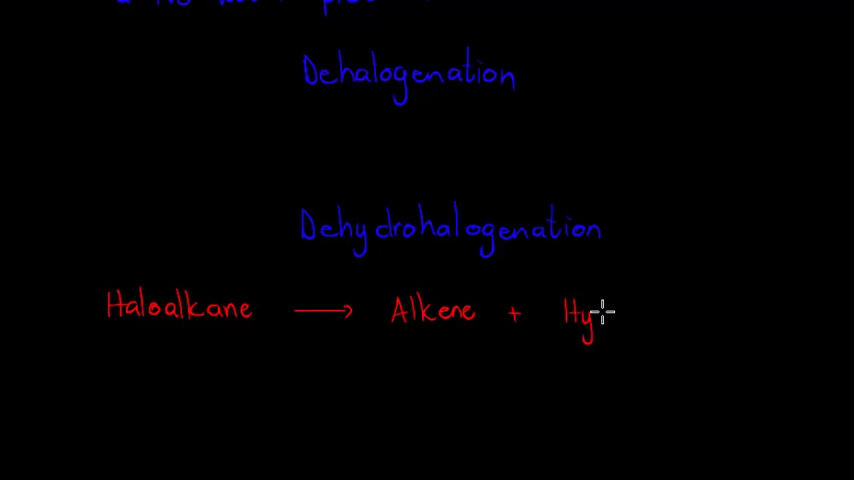 Dehalogenation
Dehydrohalogenation
Haloalkane ⟶ Alkene + Hy